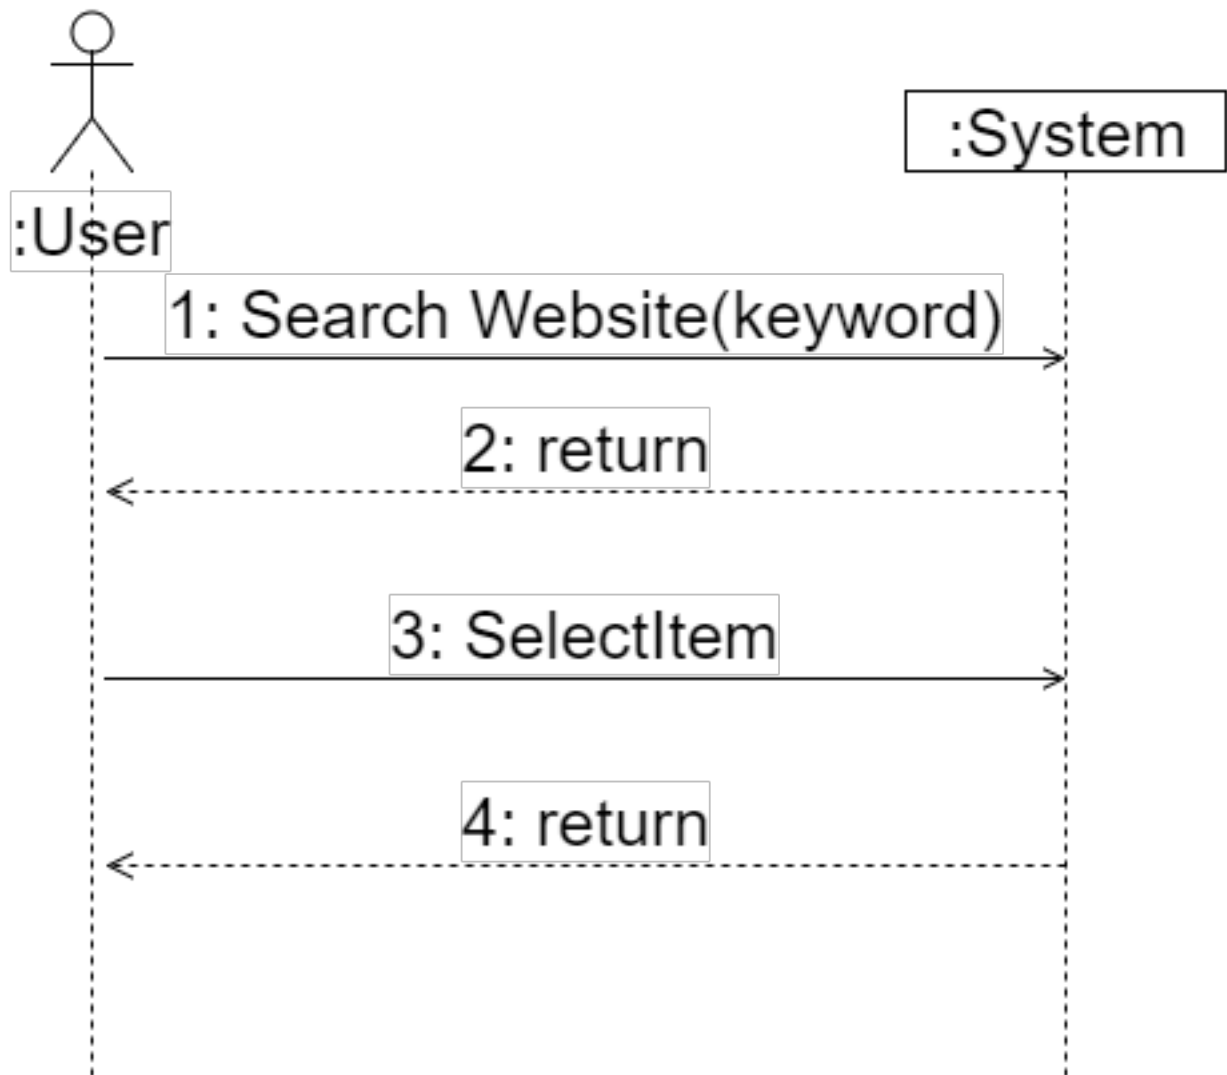 :System
:User
1: Search Website(keyword)
2: return
3: SelectItem
4: return